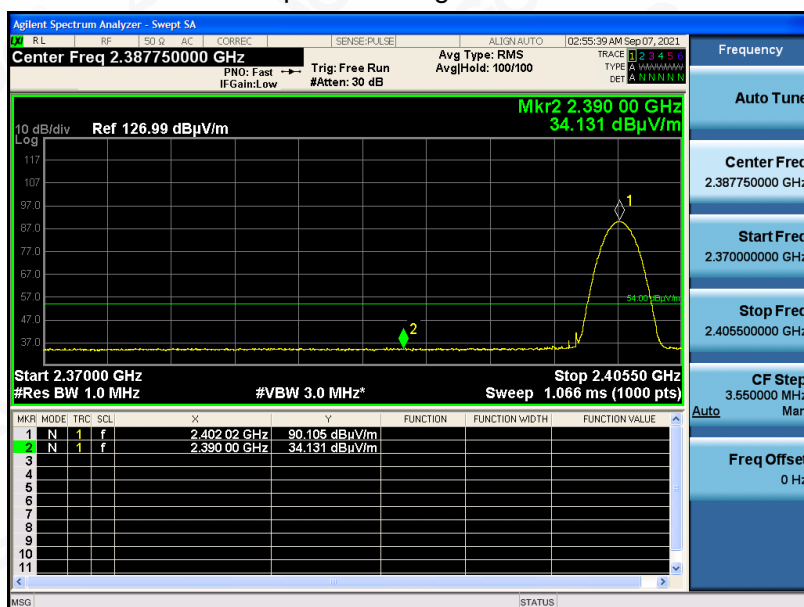 Agilent Spectrum Analyzer - Swept SA
LXI RL RF 50 Ω AC CORREC SENSE:PULSE ALIGN AUTO 02:55:39 AM Sep 07, 2021
Center Freq 2.387750000 GHz
PNO: Fast
IFGain:Low
Trig: Free Run
#Atten: 30 dB
Avg Type: RMS
Avg|Hold: 100/100
TRACE 1 2 3 4 5 6
TYPE A WWWWW
DET A N N N N N
Mkr2 2.390 00 GHz
34.131 dBµV/m
10 dB/div Ref 126.99 dBµV/m
Log
117
107
97.0
87.0
77.0
67.0
57.0
47.0
37.0
1
2
54.00 dBµV/m
Start 2.37000 GHz Stop 2.40550 GHz
#Res BW 1.0 MHz #VBW 3.0 MHz* Sweep 1.066 ms (1000 pts)
MKR MODE TRC SCL X Y FUNCTION FUNCTION WIDTH FUNCTION VALUE
1 N 1 f 2.402 02 GHz 90.105 dBµV/m
2 N 1 f 2.390 00 GHz 34.131 dBµV/m
3
4
5
6
7
8
9
10
11
MSG STATUS
Frequency
Auto Tune
Center Freq
2.387750000 GHz
Start Freq
2.370000000 GHz
Stop Freq
2.405500000 GHz
CF Step
3.550000 MHz
Auto Man
Freq Offset
0 Hz